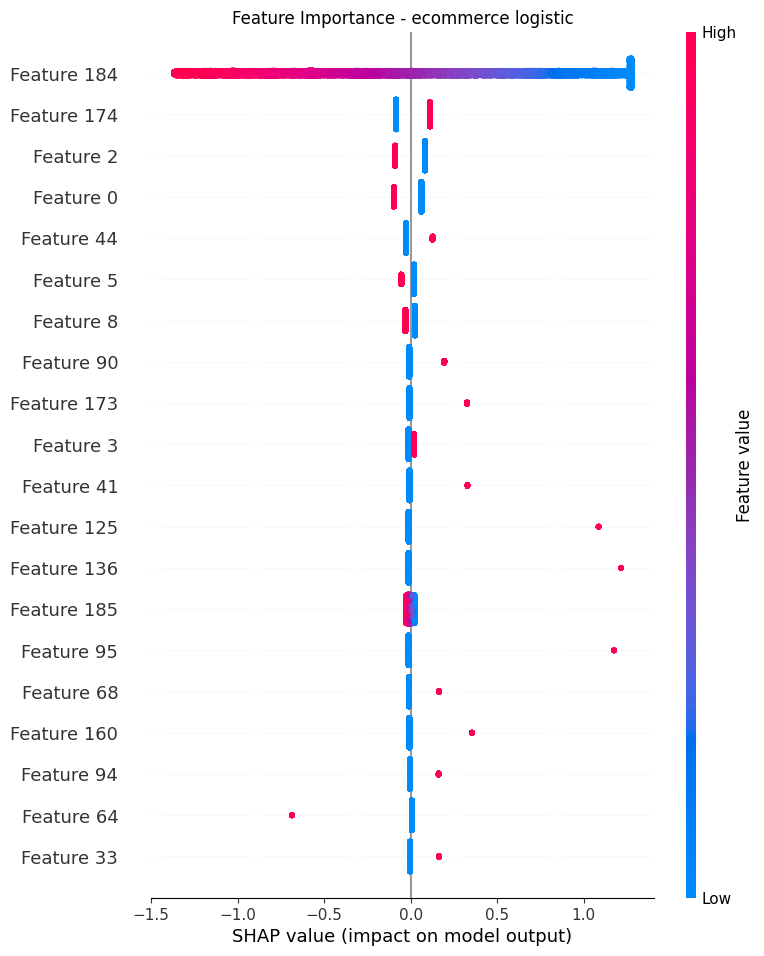 Feature Importance - ecommerce logistic
High
Feature 184
Feature 174
Feature 2
Feature 0
Feature 44
Feature 5
Feature 8
Feature 90
Feature 173
Feature 3
Feature 41
Feature 125
Feature 136
Feature 185
Feature 95
Feature 68
Feature 160
Feature 94
Feature 64
Feature 33
Feature value
Low
−1.5 −1.0 −0.5 0.0 0.5 1.0
SHAP value (impact on model output)